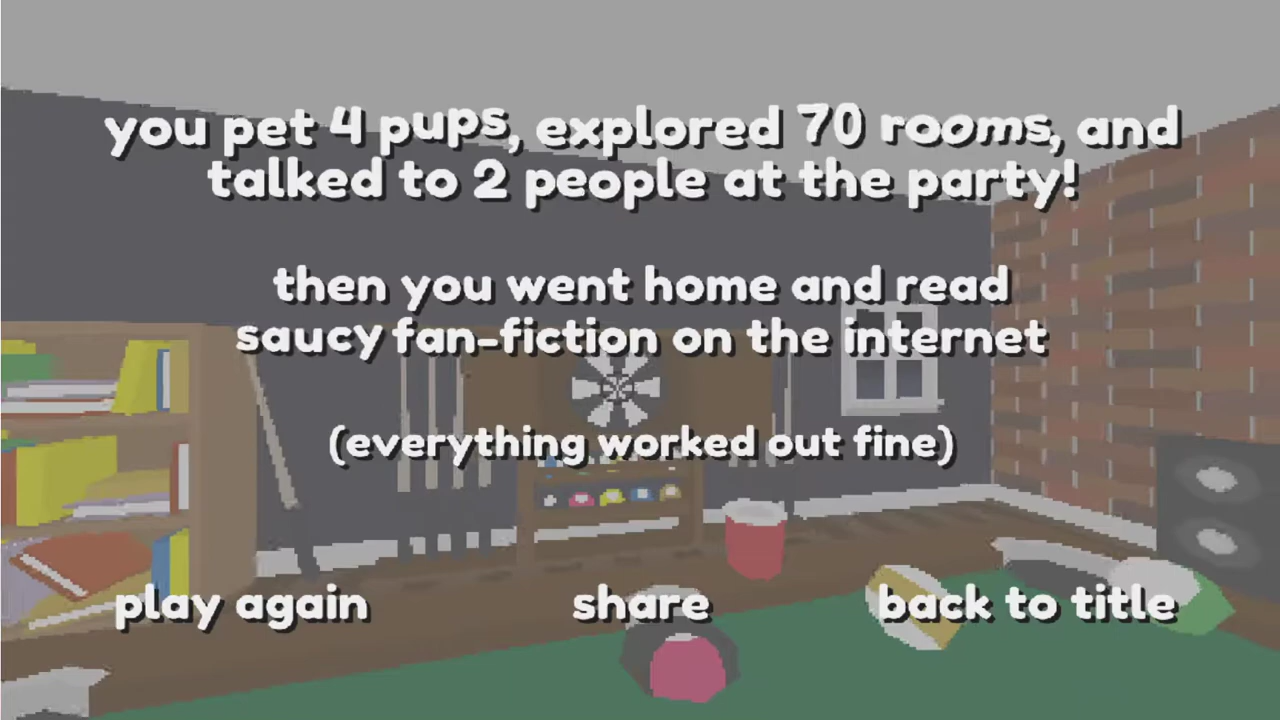 you pet 4 pups, explored 70 rooms, and
talked to 2 people at the party!
then you went home and read
saucy fan-fiction on the internet
(everything worked out fine)
play again share back to title